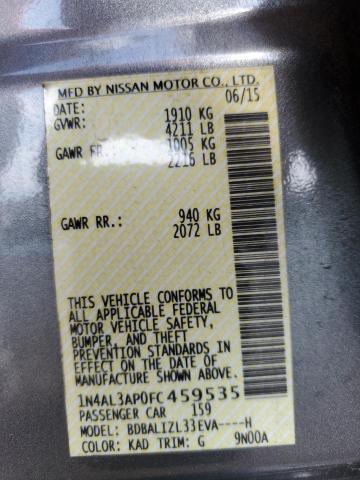 MFD BY NISSAN MOTOR CO., LTD.
DATE: 06/15
GVWR: 1910 KG
4211 LB
GAWR FR.: 1005 KG
2216 LB
GAWR RR.: 940 KG
2072 LB
THIS VEHICLE CONFORMS TO
ALL APPLICABLE FEDERAL
MOTOR VEHICLE SAFETY,
BUMPER, AND THEFT
PREVENTION STANDARDS IN
EFFECT ON THE DATE OF
MANUFACTURE SHOWN ABOVE.
1N4AL3AP0FC459535
PASSENGER CAR 159
MODEL: BDBALIZL33EVA----H
COLOR: KAD TRIM: G 9N00A